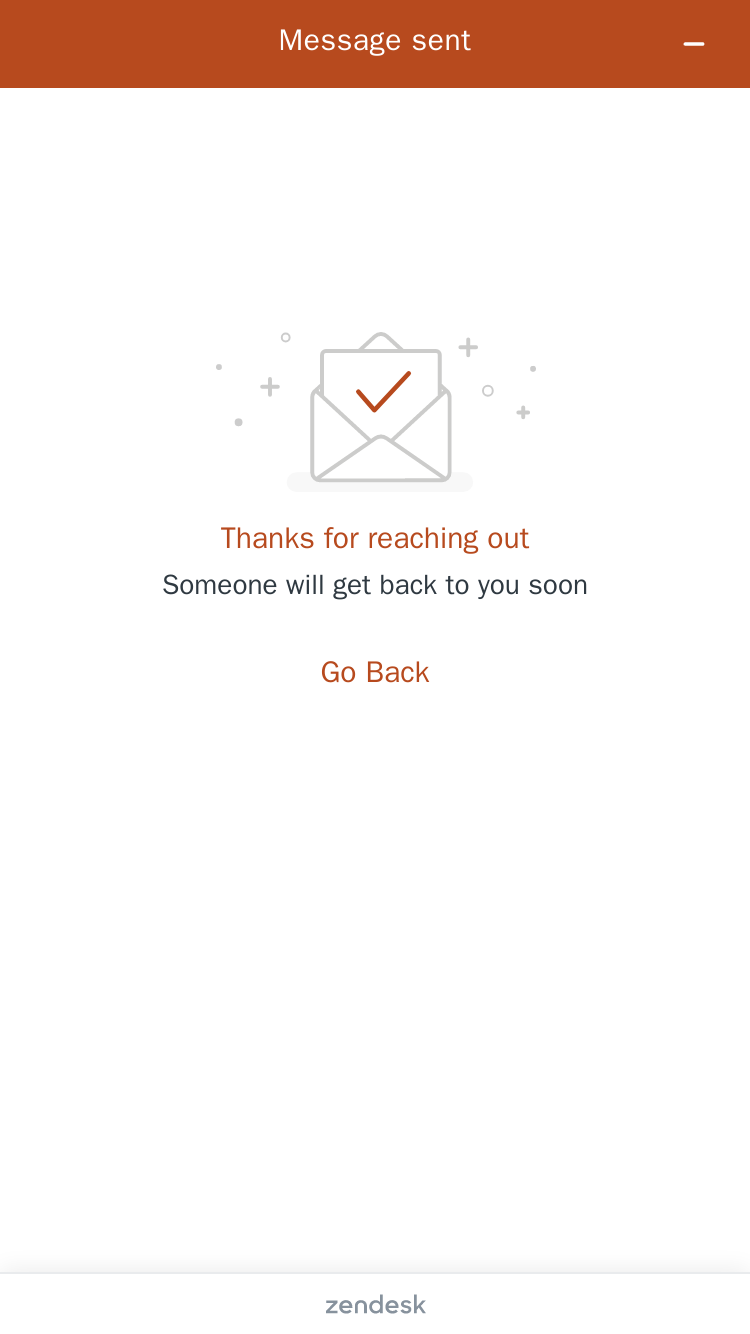 Message sent
Thanks for reaching out
Someone will get back to you soon
Go Back
zendesk